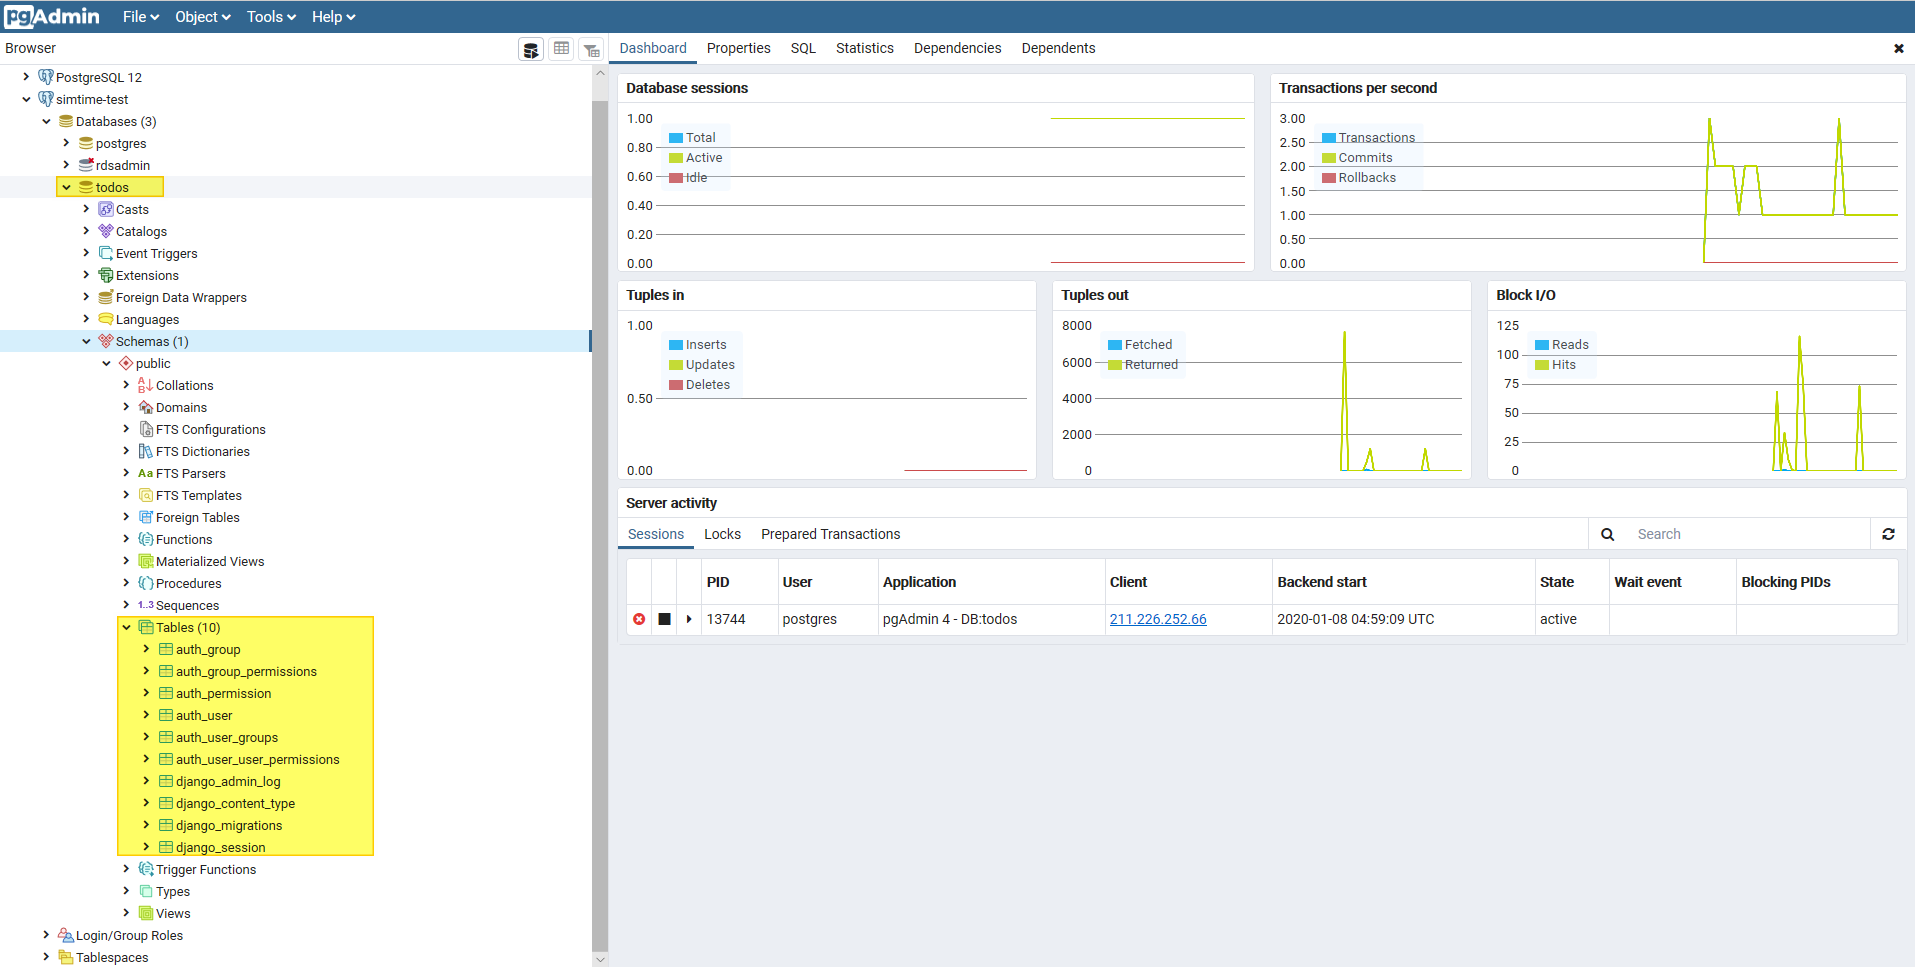 pgAdmin File Object Tools Help
Browser
Dashboard Properties SQL Statistics Dependencies Dependents
PostgreSQL 12
simtime-test
Databases (3)
postgres
rdsadmin
todos
Casts
Catalogs
Event Triggers
Extensions
Foreign Data Wrappers
Languages
Schemas (1)
public
Collations
Domains
FTS Configurations
FTS Dictionaries
Aa FTS Parsers
FTS Templates
Foreign Tables
Functions
Materialized Views
Procedures
1..3 Sequences
Tables (10)
auth_group
auth_group_permissions
auth_permission
auth_user
auth_user_groups
auth_user_user_permissions
django_admin_log
django_content_type
django_migrations
django_session
Trigger Functions
Types
Views
Login/Group Roles
Tablespaces
Database sessions
1.00
0.80
0.60
0.40
0.20
0.00
Total
Active
Idle
Transactions per second
3.00
2.50
2.00
1.50
1.00
0.50
0.00
Transactions
Commits
Rollbacks
Tuples in
1.00
0.50
0.00
Inserts
Updates
Deletes
Tuples out
8000
6000
4000
2000
0
Fetched
Returned
Block I/O
125
100
75
50
25
0
Reads
Hits
Server activity
Sessions Locks Prepared Transactions Search
PID User Application Client Backend start State Wait event Blocking PIDs
13744 postgres pgAdmin 4 - DB:todos 211.226.252.66 2020-01-08 04:59:09 UTC active